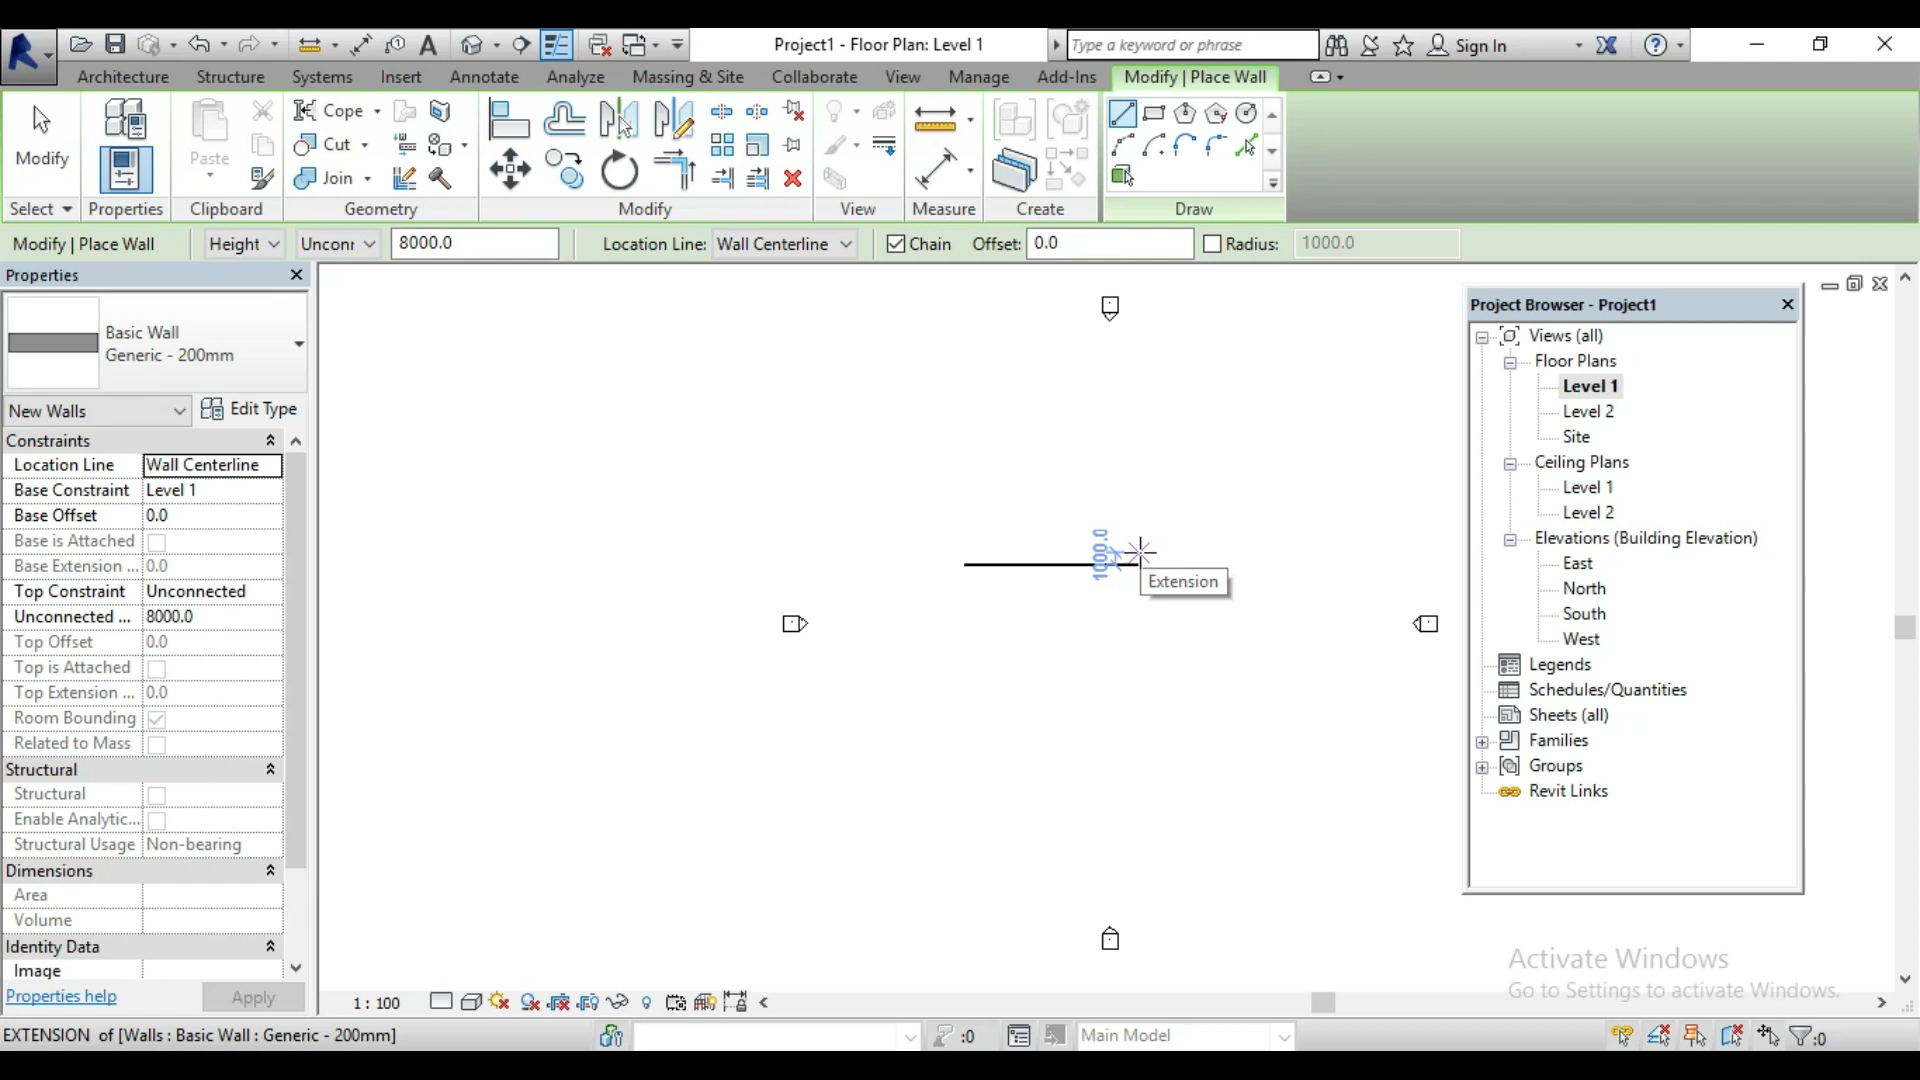 Project1 - Floor Plan: Level 1
Type a keyword or phrase
Sign In
Architecture Structure Systems Insert Annotate Analyze Massing & Site Collaborate View Manage Add-Ins Modify | Place Wall
Modify
Cope
Cut
Join
Paste
Select Properties Clipboard Geometry Modify View Measure Create Draw
Modify | Place Wall Height Unconr 8000.0 Location Line: Wall Centerline Chain Offset: 0.0 Radius: 1000.0
Properties
Basic Wall
Generic - 200mm
New Walls Edit Type
Constraints
Location Line Wall Centerline
Base Constraint Level 1
Base Offset 0.0
Base is Attached
Base Extension ... 0.0
Top Constraint Unconnected
Unconnected ... 8000.0
Top Offset 0.0
Top is Attached
Top Extension ... 0.0
Room Bounding
Related to Mass
Structural
Structural
Enable Analytic...
Structural Usage Non-bearing
Dimensions
Area
Volume
Identity Data
Image
Properties help Apply
1000.0
Extension
Project Browser - Project1
Views (all)
Floor Plans
Level 1
Level 2
Site
Ceiling Plans
Level 1
Level 2
Elevations (Building Elevation)
East
North
South
West
Legends
Schedules/Quantities
Sheets (all)
Families
Groups
Revit Links
Activate Windows
Go to Settings to activate Windows.
1 : 100
EXTENSION of [Walls : Basic Wall : Generic - 200mm] :0 Main Model :0